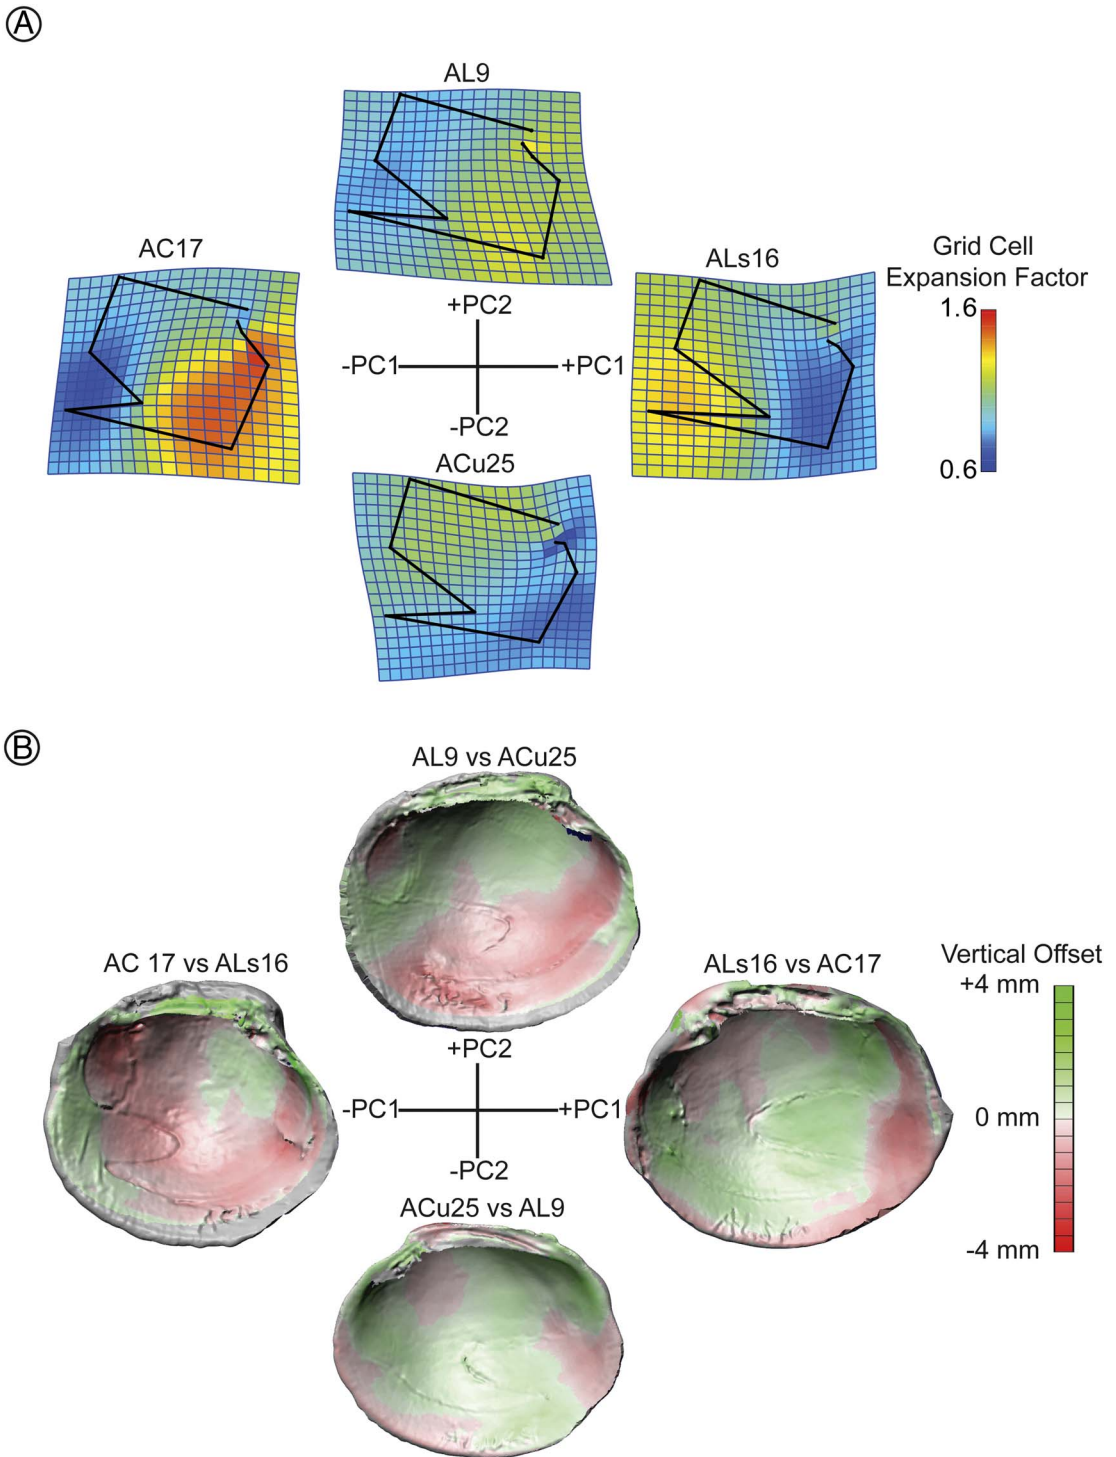 A
AL9
AC17
ALs16
Grid Cell
Expansion Factor
1.6
0.6
+PC2
-PC1
+PC1
-PC2
ACu25
B
AL9 vs ACu25
AC 17 vs ALs16
ALs16 vs AC17
Vertical Offset
+4 mm
0 mm
-4 mm
+PC2
-PC1
+PC1
-PC2
ACu25 vs AL9